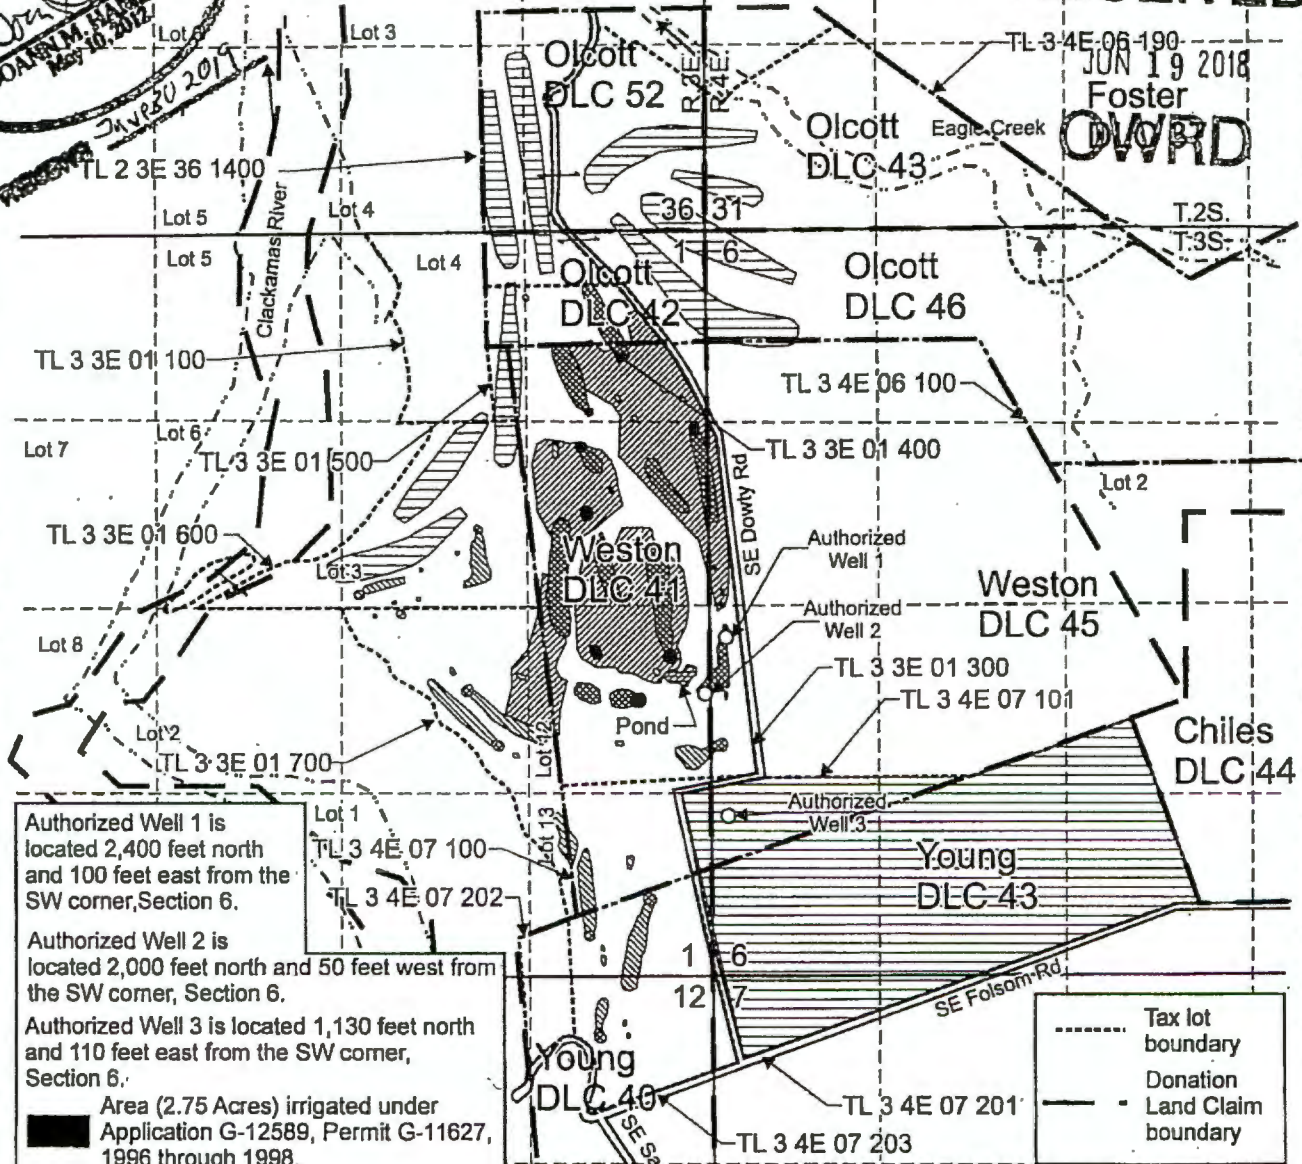 JOANN M. HAM
May 10, 2012
Lot 6
Lot 3
Olcott
DLC 52
R.3E.
R.4E.
TL 3 4E 06 190
JUN 19 2018
Foster
OWRD
Olcott
DLC 43
Eagle Creek
TL 2 3E 36 1400
Clackamas River
Lot 5
Lot 4
36 31
T.2S.
T.3S.
Lot 5
Lot 4
1 6
Olcott
DLC 42
Olcott
DLC 46
TL 3 3E 01 100
TL 3 4E 06 100
Lot 7
Lot 6
TL 3 3E 01 500
TL 3 3E 01 400
SE Dowty Rd
Lot 2
TL 3 3E 01 600
Lot 3
Weston
DLC 41
Authorized
Well 1
Authorized
Well 2
Weston
DLC 45
Lot 8
TL 3 3E 01 300
TL 3 4E 07 101
Pond
Lot 2
Lot 12
TL 3 3E 01 700
Chiles
DLC 44
Lot 1
Lot 13
Authorized
Well 3
TL 3 4E 07 100
Young
DLC 43
TL 3 4E 07 202
1 6
12 7
SE Folsom Rd
Young
DLC 40
TL 3 4E 07 201
TL 3 4E 07 203
Authorized Well 1 is
located 2,400 feet north
and 100 feet east from the
SW corner,Section 6.
Authorized Well 2 is
located 2,000 feet north and 50 feet west from
the SW corner, Section 6.
Authorized Well 3 is located 1,130 feet north
and 110 feet east from the SW corner,
Section 6.
Area (2.75 Acres) irrigated under
Application G-12589, Permit G-11627,
1996 through 1998.
Tax lot
boundary
Donation
Land Claim
boundary